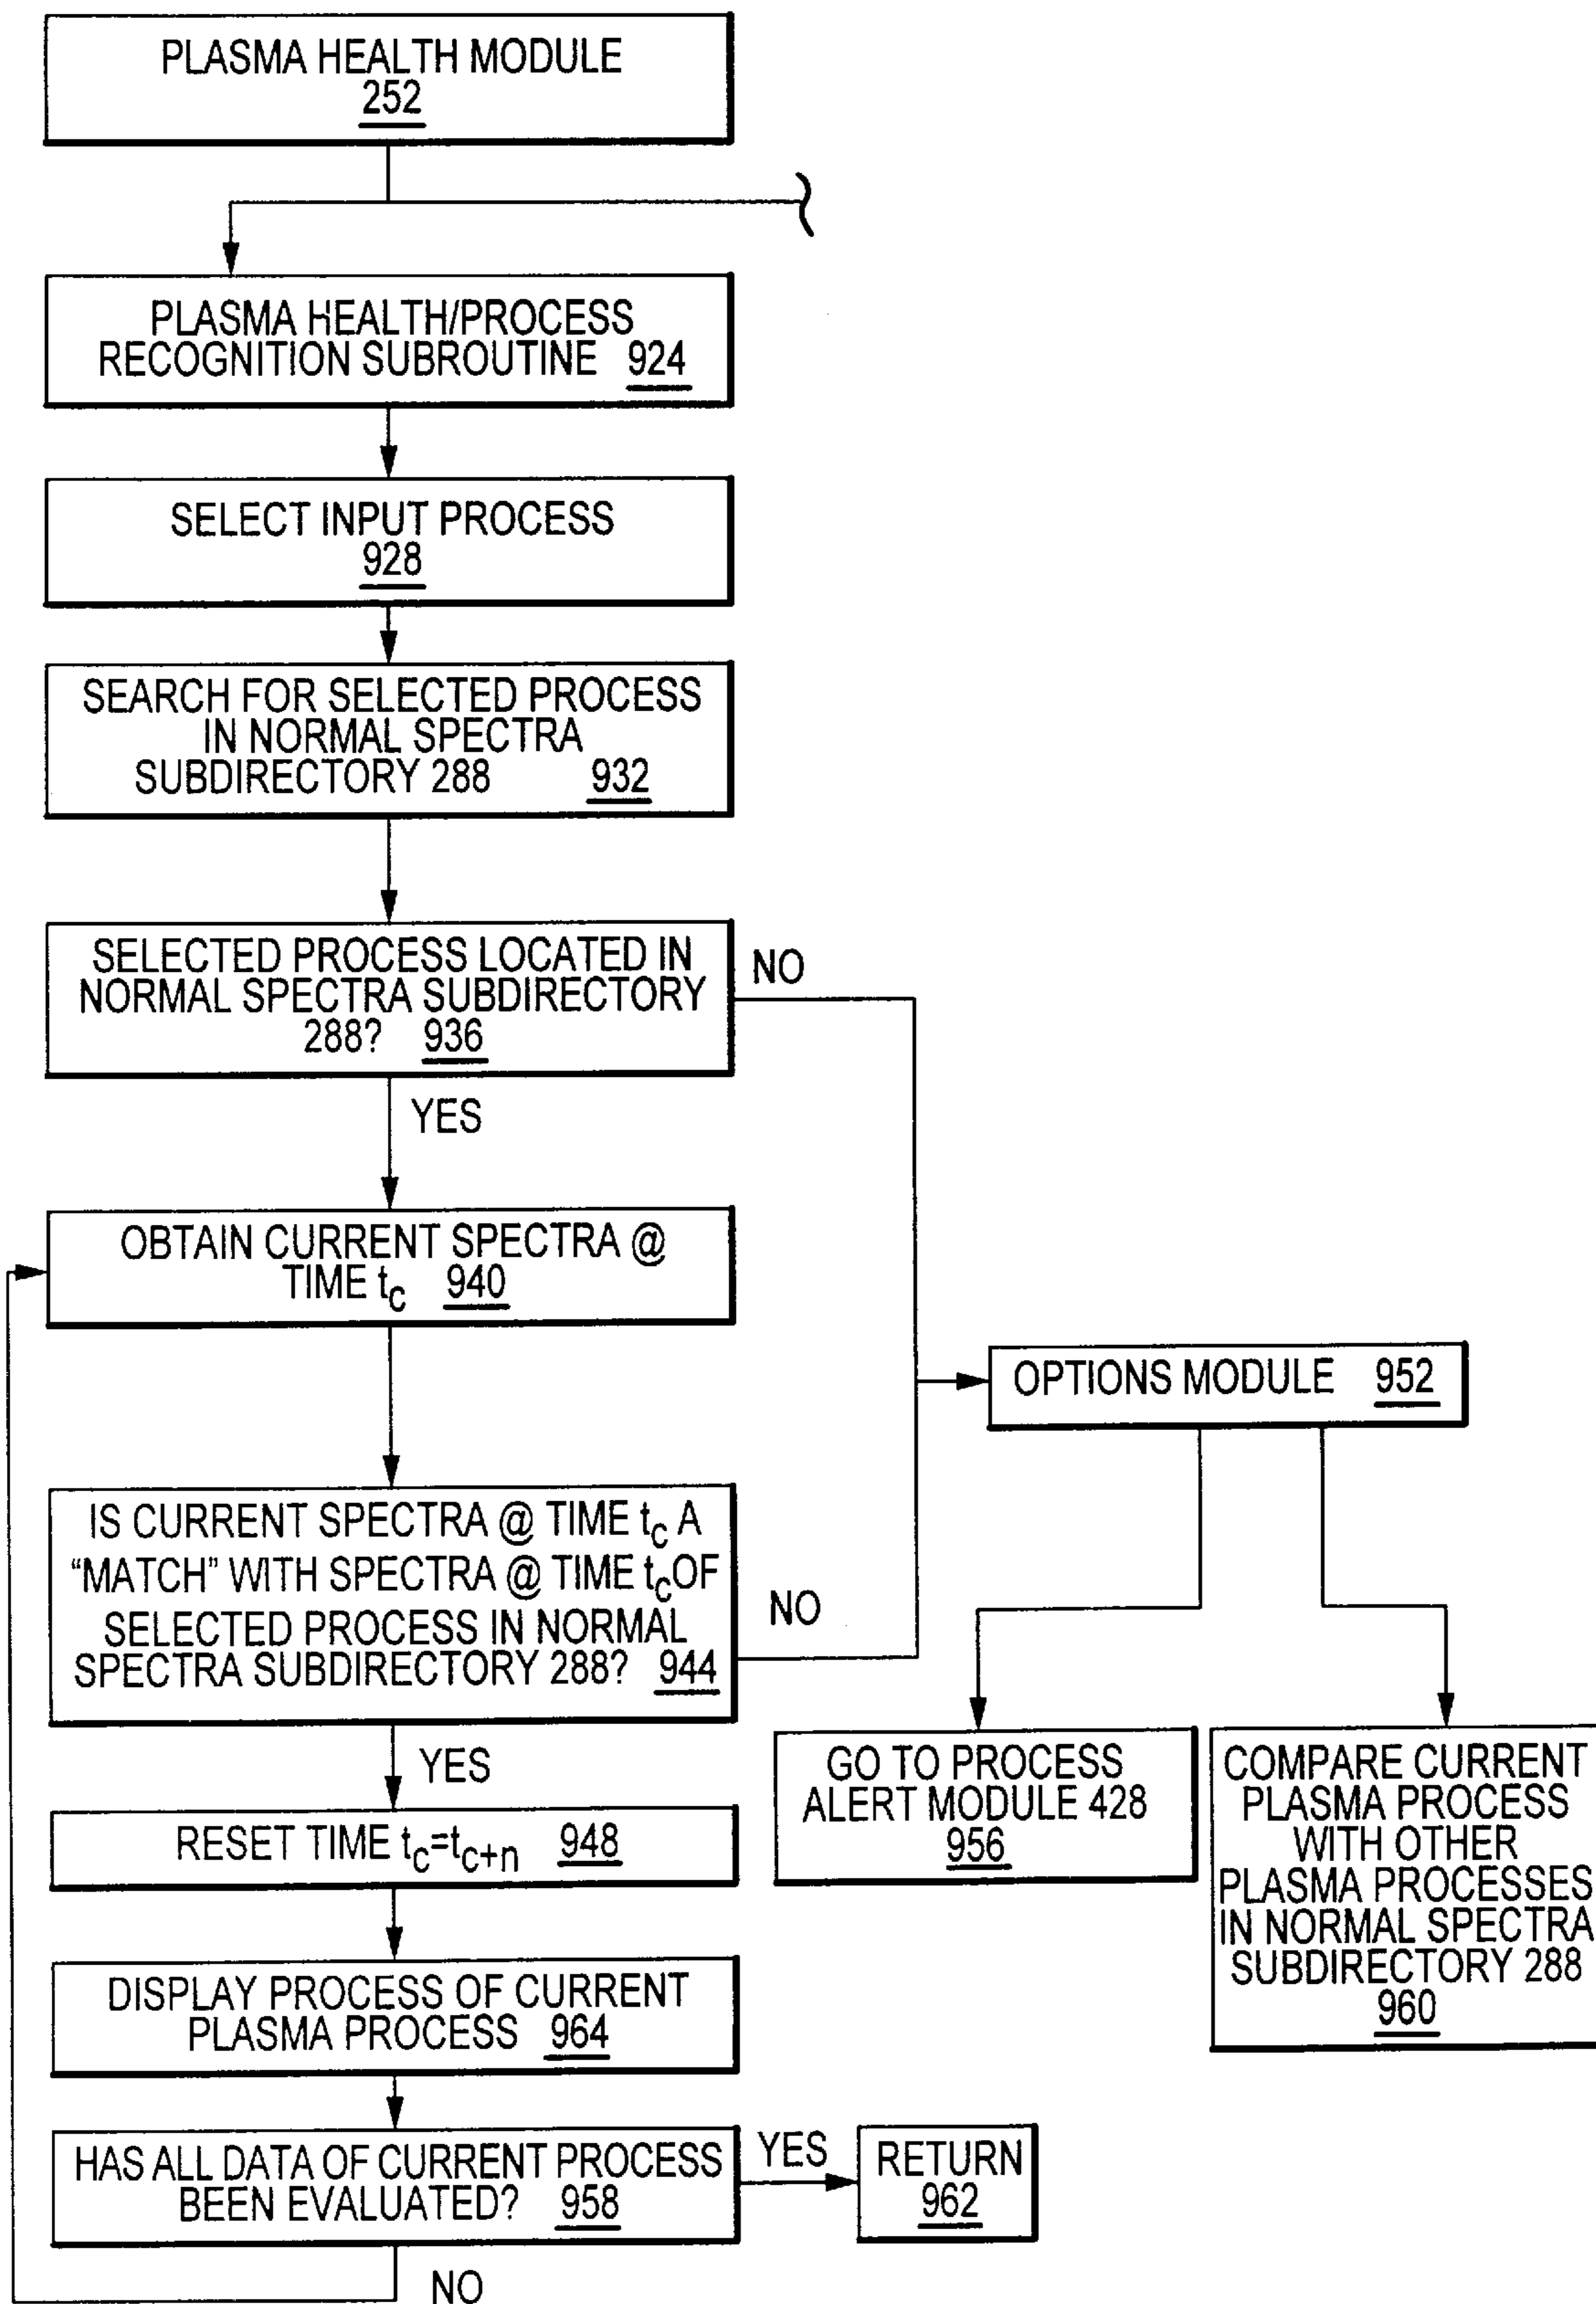 PLASMA HEALTH MODULE
252
PLASMA HEALTH/PROCESS
RECOGNITION SUBROUTINE 924
SELECT INPUT PROCESS
928
SEARCH FOR SELECTED PROCESS
IN NORMAL SPECTRA
SUBDIRECTORY 288 932
SELECTED PROCESS LOCATED IN
NORMAL SPECTRA SUBDIRECTORY
288? 936
NO
YES
OBTAIN CURRENT SPECTRA @
TIME tc 940
OPTIONS MODULE 952
IS CURRENT SPECTRA @ TIME tc A
“MATCH” WITH SPECTRA @ TIME tc OF
SELECTED PROCESS IN NORMAL
SPECTRA SUBDIRECTORY 288? 944
NO
YES
GO TO PROCESS
ALERT MODULE 428
956
COMPARE CURRENT
PLASMA PROCESS
WITH OTHER
PLASMA PROCESSES
IN NORMAL SPECTRA
SUBDIRECTORY 288
960
RESET TIME tc=tc+n 948
DISPLAY PROCESS OF CURRENT
PLASMA PROCESS 964
HAS ALL DATA OF CURRENT PROCESS
BEEN EVALUATED? 958
YES
RETURN
962
NO